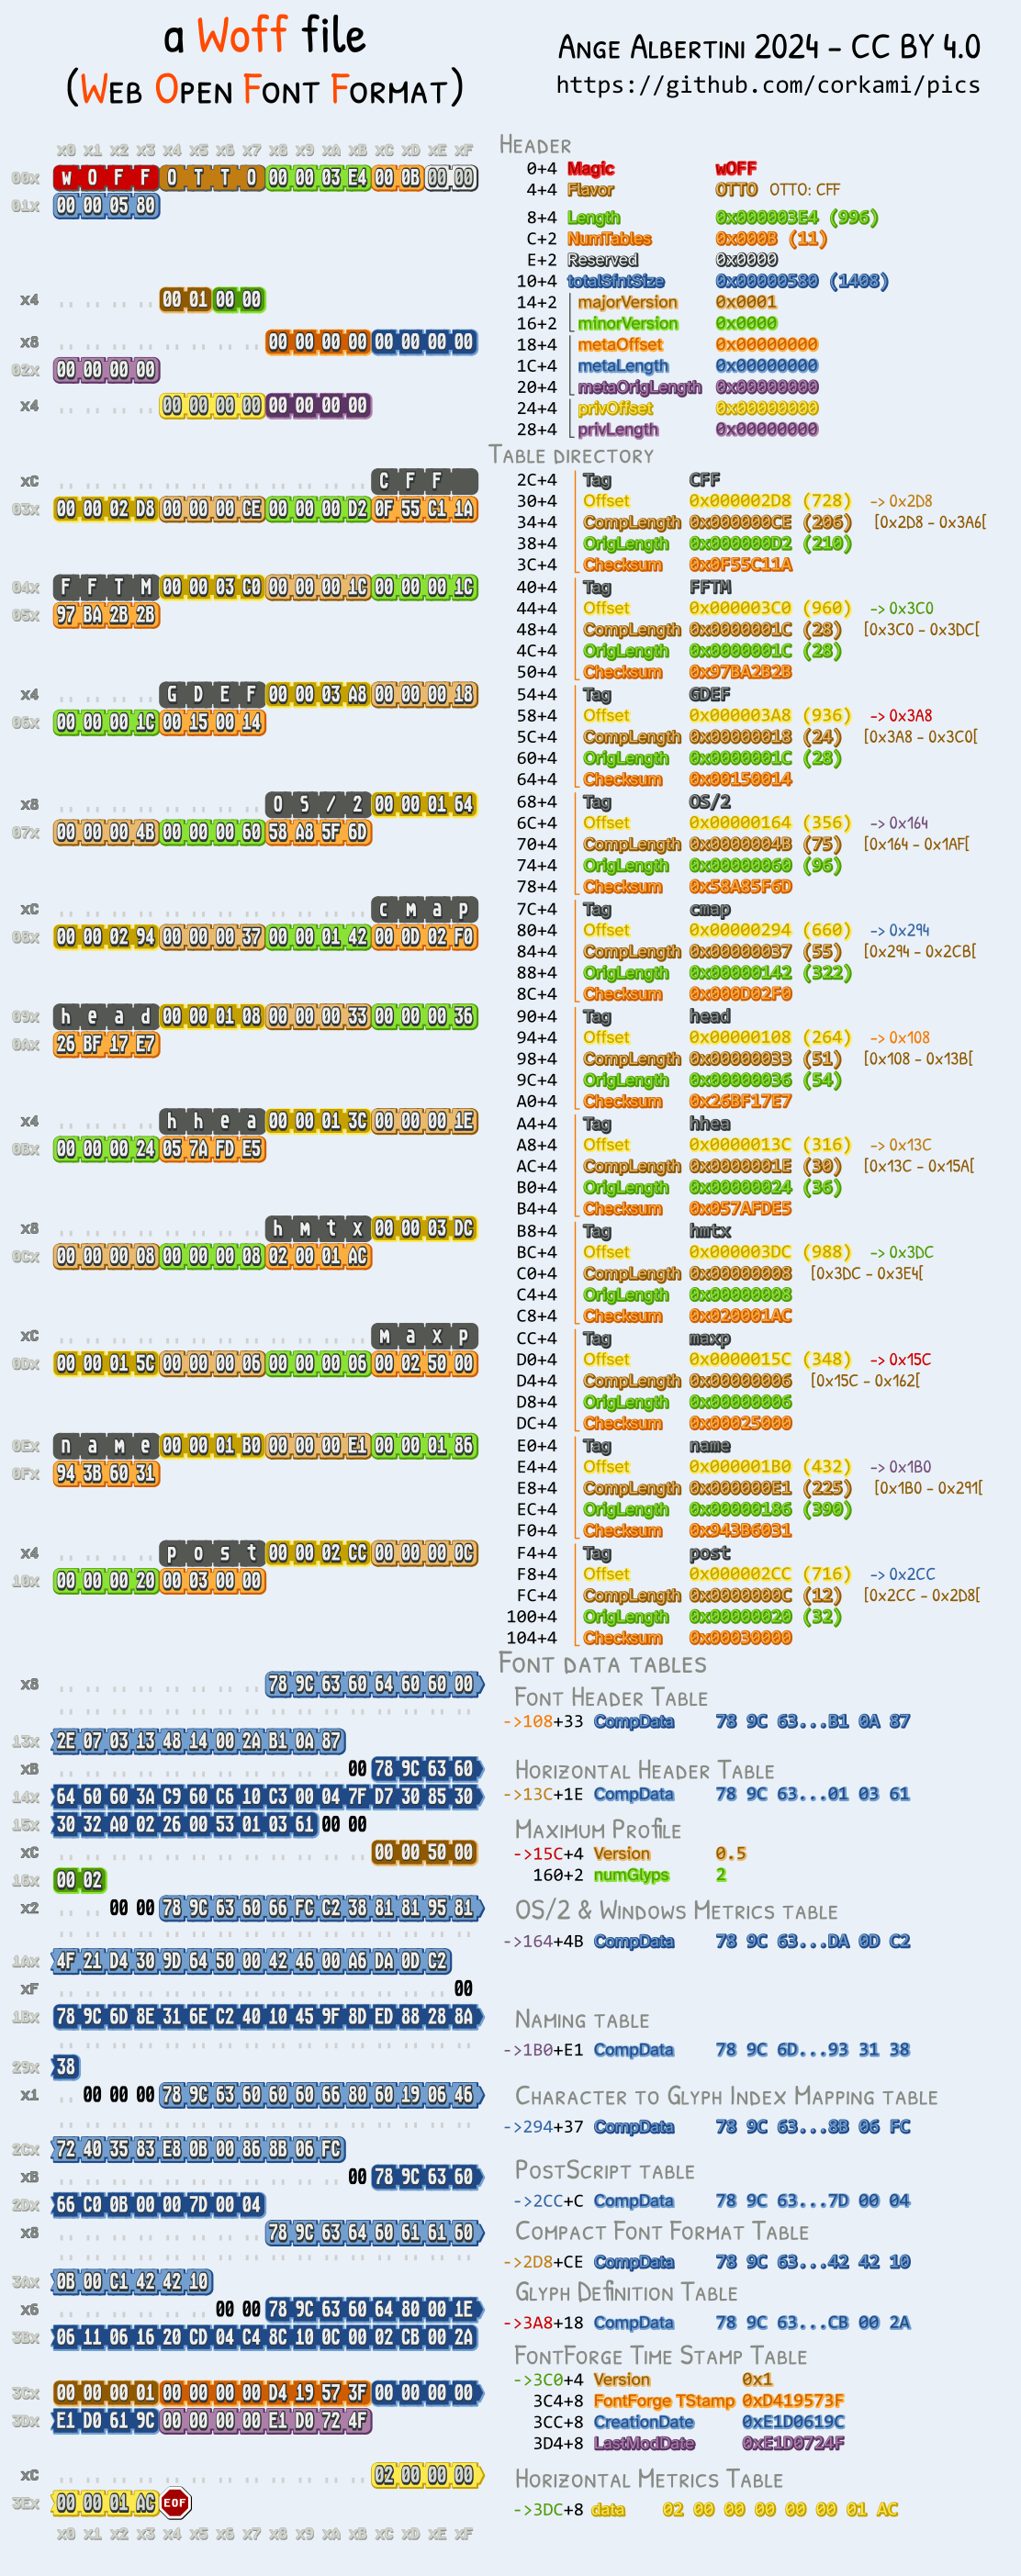 a Woff file
(Web Open Font Format)
Ange Albertini 2024 - CC BY 4.0
https://github.com/corkami/pics
x0 x1 x2 x3 x4 x5 x6 x7 x8 x9 xA xB xC xD xE xF
00x w O F F O T T O 00 00 03 E4 00 0B 00 00
01x 00 00 05 80
x4 00 01 00 00
x8 00 00 00 00 00 00 00 00
02x 00 00 00 00
x4 00 00 00 00 00 00 00 00
xC C F F
03x 00 00 02 D8 00 00 00 CE 00 00 00 D2 0F 55 C1 1A
04x F F T M 00 00 03 C0 00 00 00 1C 00 00 00 1C
05x 97 BA 2B 2B
x4 G D E F 00 00 03 A8 00 00 00 18
06x 00 00 00 1C 00 15 00 14
x8 O S / 2 00 00 01 64
07x 00 00 00 4B 00 00 00 60 58 A8 5F 6D
xC c m a p
08x 00 00 02 94 00 00 00 37 00 00 01 42 00 0D 02 F0
09x h e a d 00 00 01 08 00 00 00 33 00 00 00 36
0Ax 26 BF 17 E7
x4 h h e a 00 00 01 3C 00 00 00 1E
0Bx 00 00 00 24 05 7A FD E5
x8 h m t x 00 00 03 DC
0Cx 00 00 00 08 00 00 00 08 02 00 01 AC
xC m a x p
0Dx 00 00 01 5C 00 00 00 06 00 00 00 06 00 02 50 00
0Ex n a m e 00 00 01 B0 00 00 00 E1 00 00 01 86
0Fx 94 3B 60 31
x4 p o s t 00 00 02 CC 00 00 00 0C
10x 00 00 00 20 00 03 00 00
x8 78 9C 63 60 64 60 60 00
13x 2E 07 03 13 48 14 00 2A B1 0A 87
xB 00 78 9C 63 60
14x 64 60 60 3A C9 60 C6 10 C3 00 04 7F D7 30 85 30
15x 30 32 A0 02 26 00 53 01 03 61 00 00
xC 00 00 50 00
16x 00 02
x2 00 00 78 9C 63 60 66 FC C2 38 81 81 95 81
1Ax 4F 21 D4 30 9D 64 50 00 42 46 00 A6 DA 0D C2
xF 00
1Bx 78 9C 6D 8E 31 6E C2 40 10 45 9F 8D ED 88 28 8A
29x 38
x1 00 00 00 78 9C 63 60 60 60 66 80 60 19 06 46
2Cx 72 40 35 83 E8 0B 00 86 8B 06 FC
xB 00 78 9C 63 60
2Dx 66 C0 0B 00 00 7D 00 04
x8 78 9C 63 64 60 61 61 60
3Ax 0B 00 C1 42 42 10
x6 00 00 78 9C 63 60 64 80 00 1E
3Bx 06 11 06 16 20 CD 04 C4 8C 10 0C 00 02 CB 00 2A
3Cx 00 00 00 01 00 00 00 00 D4 19 57 3F 00 00 00 00
3Dx E1 D0 61 9C 00 00 00 00 E1 D0 72 4F
xC 02 00 00 00
3Ex 00 00 01 AC EOF
x0 x1 x2 x3 x4 x5 x6 x7 x8 x9 xA xB xC xD xE xF
Header
0+4 Magic wOFF
4+4 Flavor OTTO OTTO: CFF
8+4 Length 0x000003E4 (996)
C+2 NumTables 0x000B (11)
E+2 Reserved 0x0000
10+4 totalSfntSize 0x00000580 (1408)
14+2 majorVersion 0x0001
16+2 minorVersion 0x0000
18+4 metaOffset 0x00000000
1C+4 metaLength 0x00000000
20+4 metaOrigLength 0x00000000
24+4 privOffset 0x00000000
28+4 privLength 0x00000000
Table directory
2C+4 Tag CFF
30+4 Offset 0x000002D8 (728) -> 0x2D8
34+4 CompLength 0x000000CE (206) [0x2D8 - 0x3A6[
38+4 OrigLength 0x000000D2 (210)
3C+4 Checksum 0x0F55C11A
40+4 Tag FFTM
44+4 Offset 0x000003C0 (960) -> 0x3C0
48+4 CompLength 0x0000001C (28) [0x3C0 - 0x3DC[
4C+4 OrigLength 0x0000001C (28)
50+4 Checksum 0x97BA2B2B
54+4 Tag GDEF
58+4 Offset 0x000003A8 (936) -> 0x3A8
5C+4 CompLength 0x00000018 (24) [0x3A8 - 0x3C0[
60+4 OrigLength 0x0000001C (28)
64+4 Checksum 0x00150014
68+4 Tag OS/2
6C+4 Offset 0x00000164 (356) -> 0x164
70+4 CompLength 0x0000004B (75) [0x164 - 0x1AF[
74+4 OrigLength 0x00000060 (96)
78+4 Checksum 0x58A85F6D
7C+4 Tag cmap
80+4 Offset 0x00000294 (660) -> 0x294
84+4 CompLength 0x00000037 (55) [0x294 - 0x2CB[
88+4 OrigLength 0x00000142 (322)
8C+4 Checksum 0x000D02F0
90+4 Tag head
94+4 Offset 0x00000108 (264) -> 0x108
98+4 CompLength 0x00000033 (51) [0x108 - 0x13B[
9C+4 OrigLength 0x00000036 (54)
A0+4 Checksum 0x26BF17E7
A4+4 Tag hhea
A8+4 Offset 0x0000013C (316) -> 0x13C
AC+4 CompLength 0x0000001E (30) [0x13C - 0x15A[
B0+4 OrigLength 0x00000024 (36)
B4+4 Checksum 0x057AFDE5
B8+4 Tag hmtx
BC+4 Offset 0x000003DC (988) -> 0x3DC
C0+4 CompLength 0x00000008 [0x3DC - 0x3E4[
C4+4 OrigLength 0x00000008
C8+4 Checksum 0x020001AC
CC+4 Tag maxp
D0+4 Offset 0x0000015C (348) -> 0x15C
D4+4 CompLength 0x00000006 [0x15C - 0x162[
D8+4 OrigLength 0x00000006
DC+4 Checksum 0x00025000
E0+4 Tag name
E4+4 Offset 0x000001B0 (432) -> 0x1B0
E8+4 CompLength 0x000000E1 (225) [0x1B0 - 0x291[
EC+4 OrigLength 0x00000186 (390)
F0+4 Checksum 0x943B6031
F4+4 Tag post
F8+4 Offset 0x000002CC (716) -> 0x2CC
FC+4 CompLength 0x0000000C (12) [0x2CC - 0x2D8[
100+4 OrigLength 0x00000020 (32)
104+4 Checksum 0x00030000
Font data tables
Font Header Table
->108+33 CompData 78 9C 63...B1 0A 87
Horizontal Header Table
->13C+1E CompData 78 9C 63...01 03 61
Maximum Profile
->15C+4 Version 0.5
160+2 numGlyps 2
OS/2 & Windows Metrics table
->164+4B CompData 78 9C 63...DA 0D C2
Naming table
->1B0+E1 CompData 78 9C 6D...93 31 38
Character to Glyph Index Mapping table
->294+37 CompData 78 9C 63...8B 06 FC
PostScript table
->2CC+C CompData 78 9C 63...7D 00 04
Compact Font Format Table
->2D8+CE CompData 78 9C 63...42 42 10
Glyph Definition Table
->3A8+18 CompData 78 9C 63...CB 00 2A
FontForge Time Stamp Table
->3C0+4 Version 0x1
3C4+8 FontForge TStamp 0xD419573F
3CC+8 CreationDate 0xE1D0619C
3D4+8 LastModDate 0xE1D0724F
Horizontal Metrics Table
->3DC+8 data 02 00 00 00 00 00 01 AC